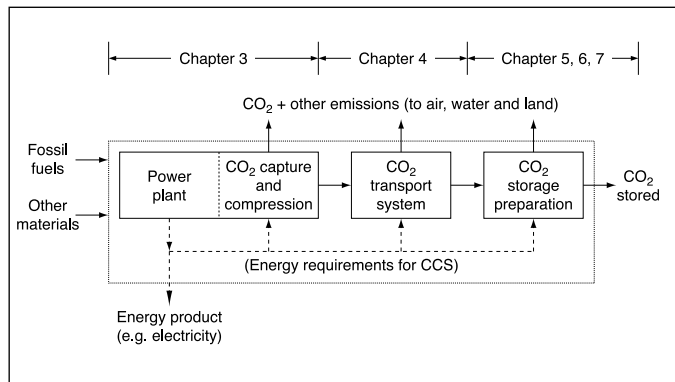 Chapter 3
Chapter 4
Chapter 5, 6, 7
CO2 + other emissions (to air, water and land)
Fossil
fuels
Other
materials
Power
plant
CO2 capture
and
compression
CO2
transport
system
CO2
storage
preparation
CO2
stored
(Energy requirements for CCS)
Energy product
(e.g. electricity)